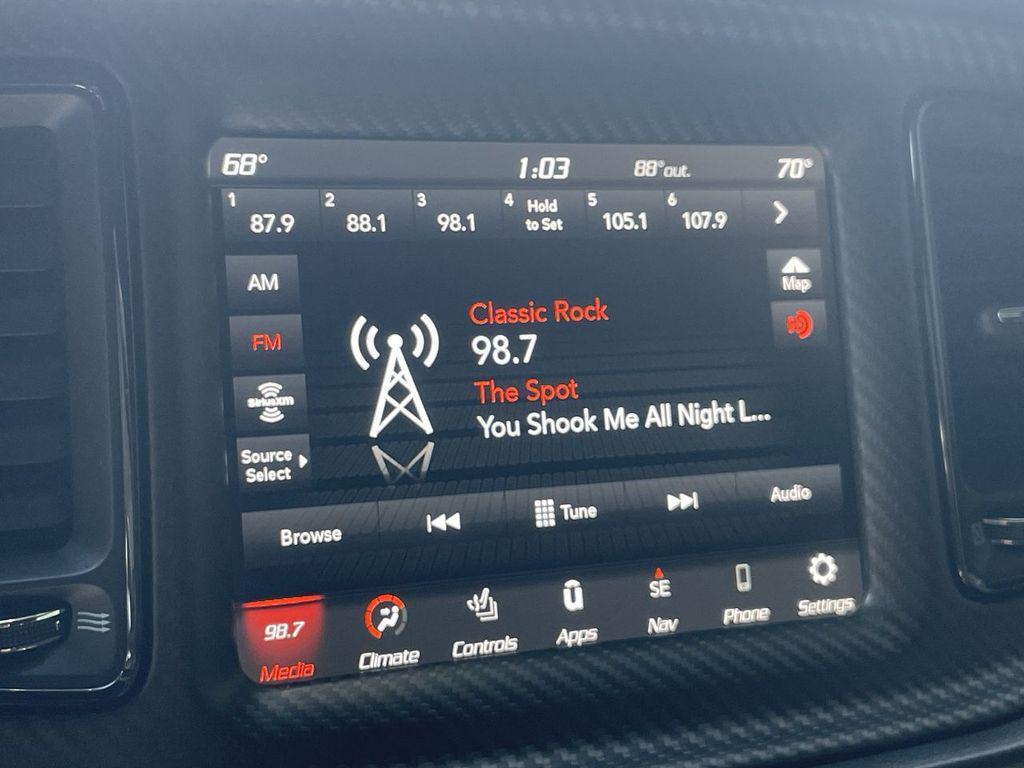 68° 1:03 88°out. 70°
1 87.9 2 88.1 3 98.1 4 Hold to Set 5 105.1 6 107.9
AM
Map
FM
Classic Rock
98.7
The Spot
You Shook Me All Night L...
SiriusXM
Source
Select
Browse Tune Audio
98.7 SE
Media Climate Controls Apps Nav Phone Settings